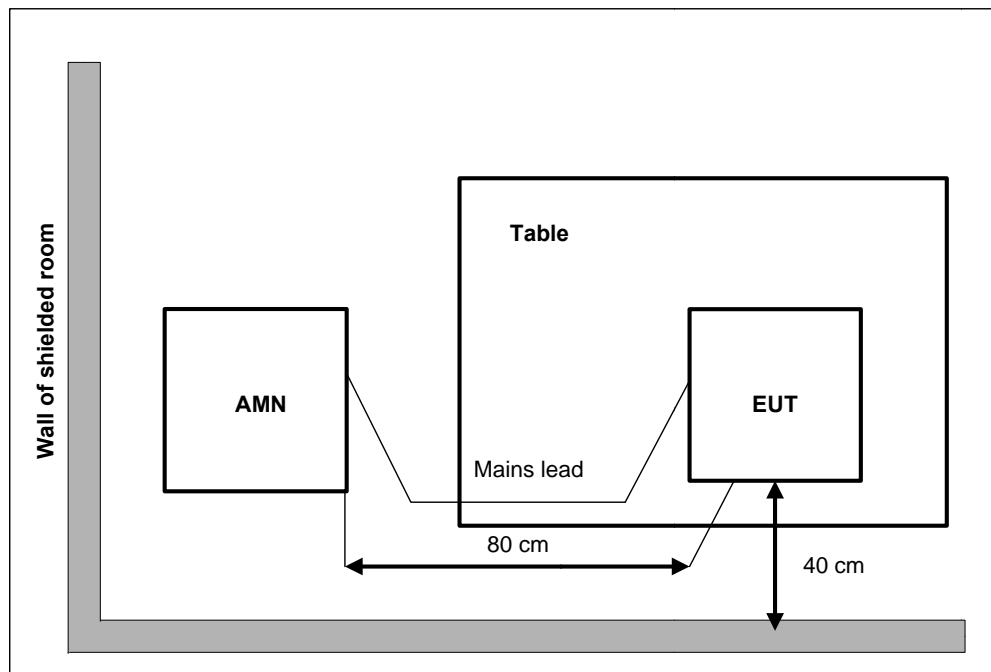 Table
Wall of shielded room
AMN
EUT
Mains lead
80 cm
40 cm